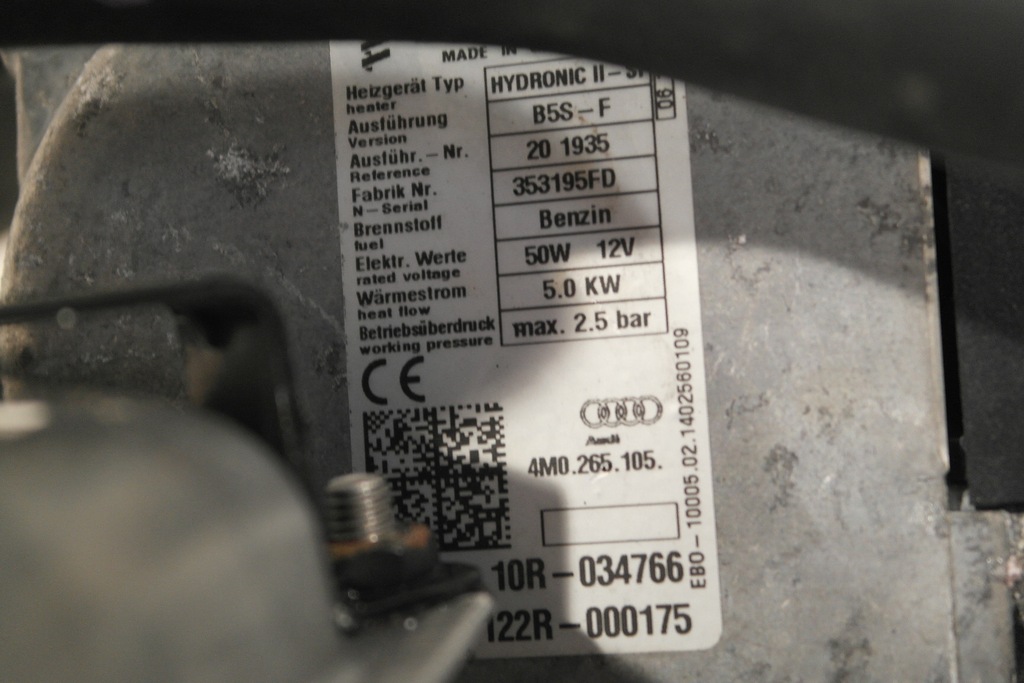 MADE IN
Heizgerät Typ HYDRONIC II-
heater
Ausführung B5S-F
Version
Ausführ.-Nr. 20 1935
Reference
Fabrik Nr. 353195FD
N-Serial
Brennstoff Benzin
fuel
Elektr. Werte 50W 12V
rated voltage
Wärmestrom 5.0 KW
heat flow
Betriebsüberdruck max. 2.5 bar
working pressure
06
CE
Audi
4M0.265.105.
10R-034766
122R-000175
EBO-10005.02.1402560109